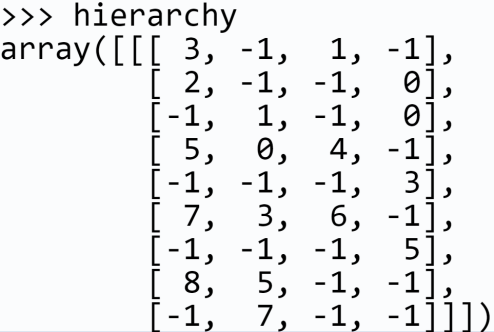 >>> hierarchy
array([[[ 3, -1,  1, -1],
        [ 2, -1, -1,  0],
        [-1,  1, -1,  0],
        [ 5,  0,  4, -1],
        [-1, -1, -1,  3],
        [ 7,  3,  6, -1],
        [-1, -1, -1,  5],
        [ 8,  5, -1, -1],
        [-1,  7, -1, -1]]])